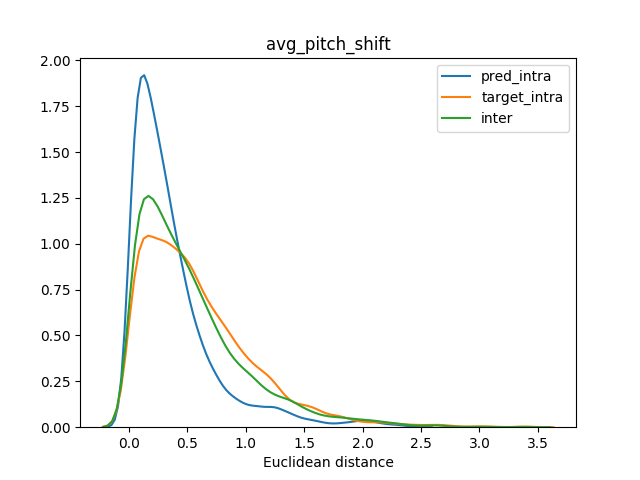 avg_pitch_shift
pred_intra
target_intra
inter
2.00
1.75
1.50
1.25
1.00
0.75
0.50
0.25
0.00
0.0 0.5 1.0 1.5 2.0 2.5 3.0 3.5
Euclidean distance